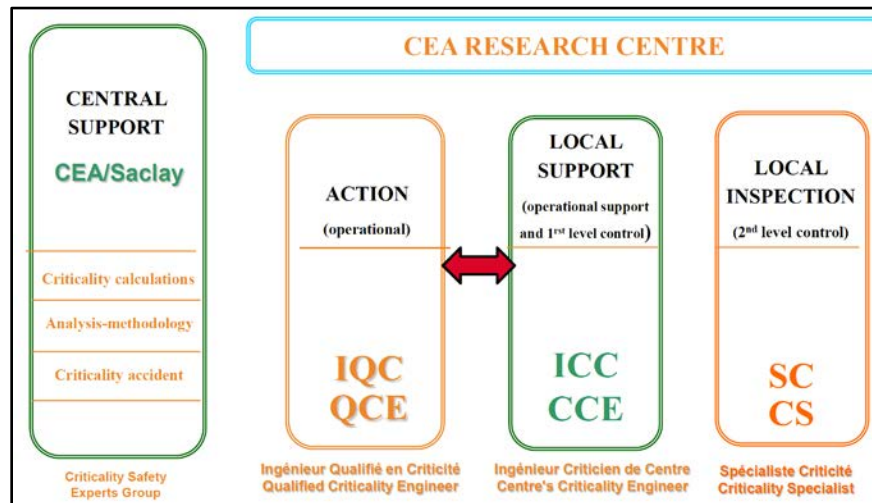 CEA RESEARCH CENTRE
CENTRAL
SUPPORT
CEA/Saclay
Criticality calculations
Analysis-methodology
Criticality accident
Criticality Safety
Experts Group
ACTION
(operational)
IQC
QCE
Ingénieur Qualifié en Criticité
Qualified Criticality Engineer
LOCAL
SUPPORT
(operational support
and 1rst level control)
ICC
CCE
Ingénieur Criticien de Centre
Centre's Criticality Engineer
LOCAL
INSPECTION
(2nd level control)
SC
CS
Spécialiste Criticité
Criticality Specialist